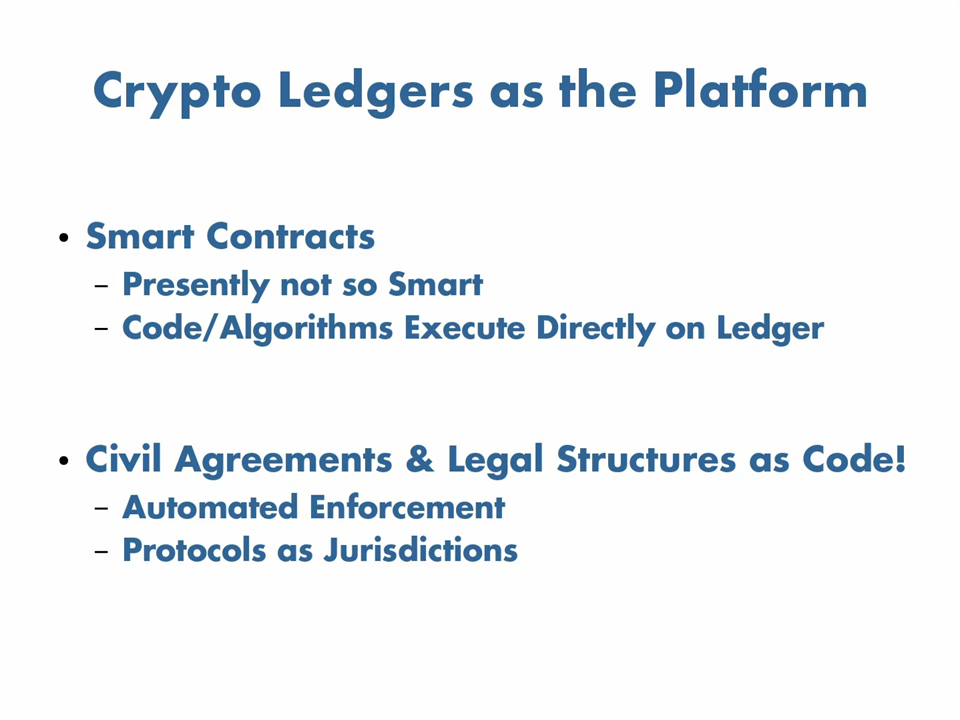 Crypto Ledgers as the Platform
• Smart Contracts
– Presently not so Smart
– Code/Algorithms Execute Directly on Ledger
• Civil Agreements & Legal Structures as Code!
– Automated Enforcement
– Protocols as Jurisdictions